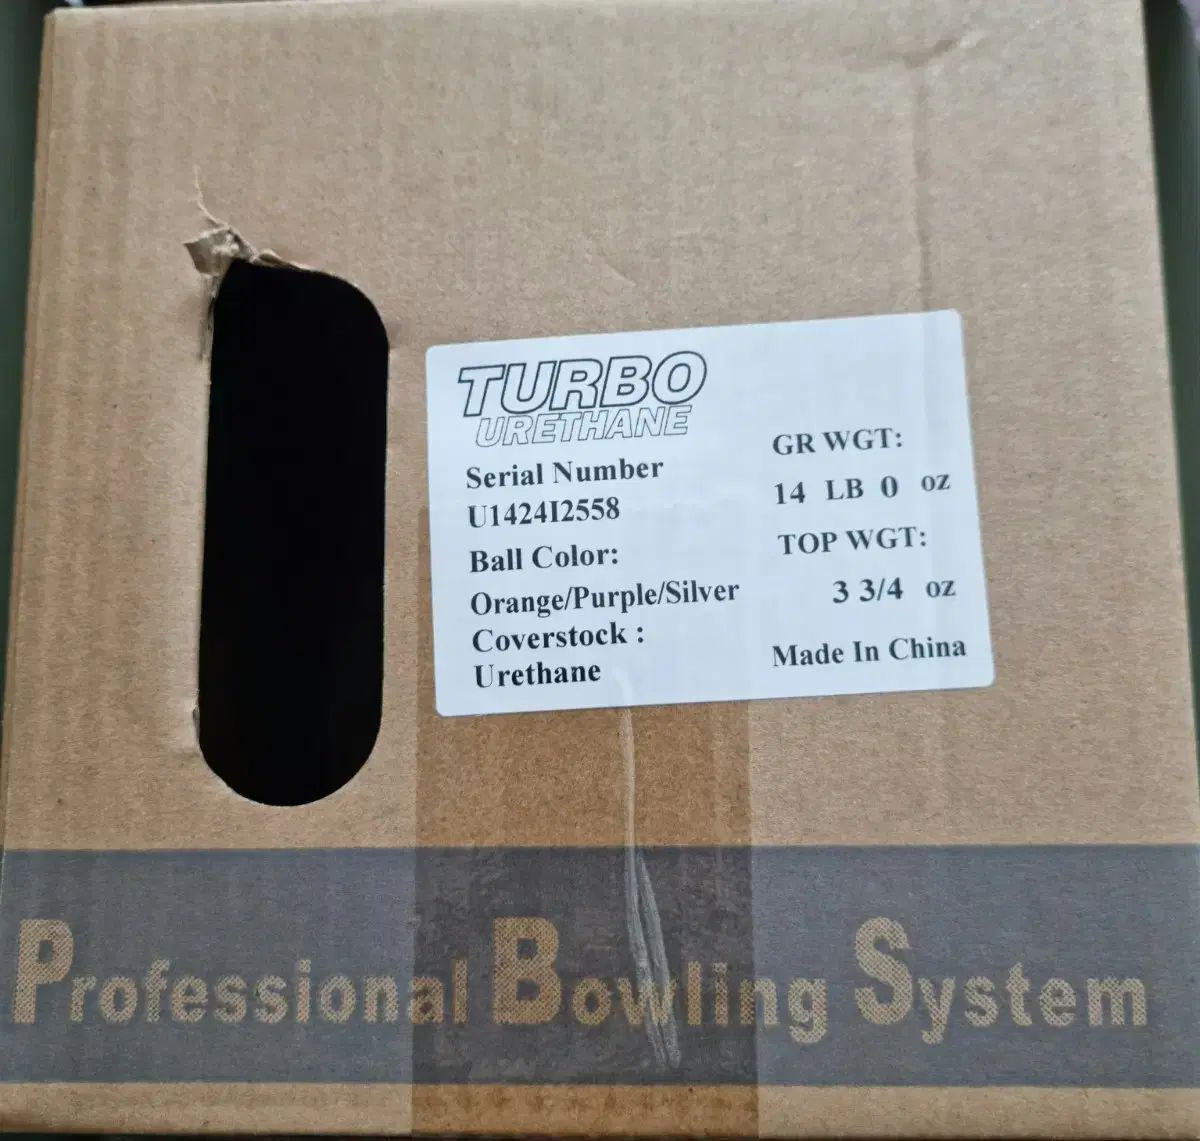 TURBO
URETHANE
Serial Number
U1424I2558
Ball Color:
Orange/Purple/Silver
Coverstock :
Urethane
GR WGT:
14 LB 0 oz
TOP WGT:
3 3/4 oz
Made In China
Professional Bowling System